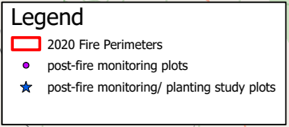 Legend
2020 Fire Perimeters
post-fire monitoring plots
post-fire monitoring/ planting study plots